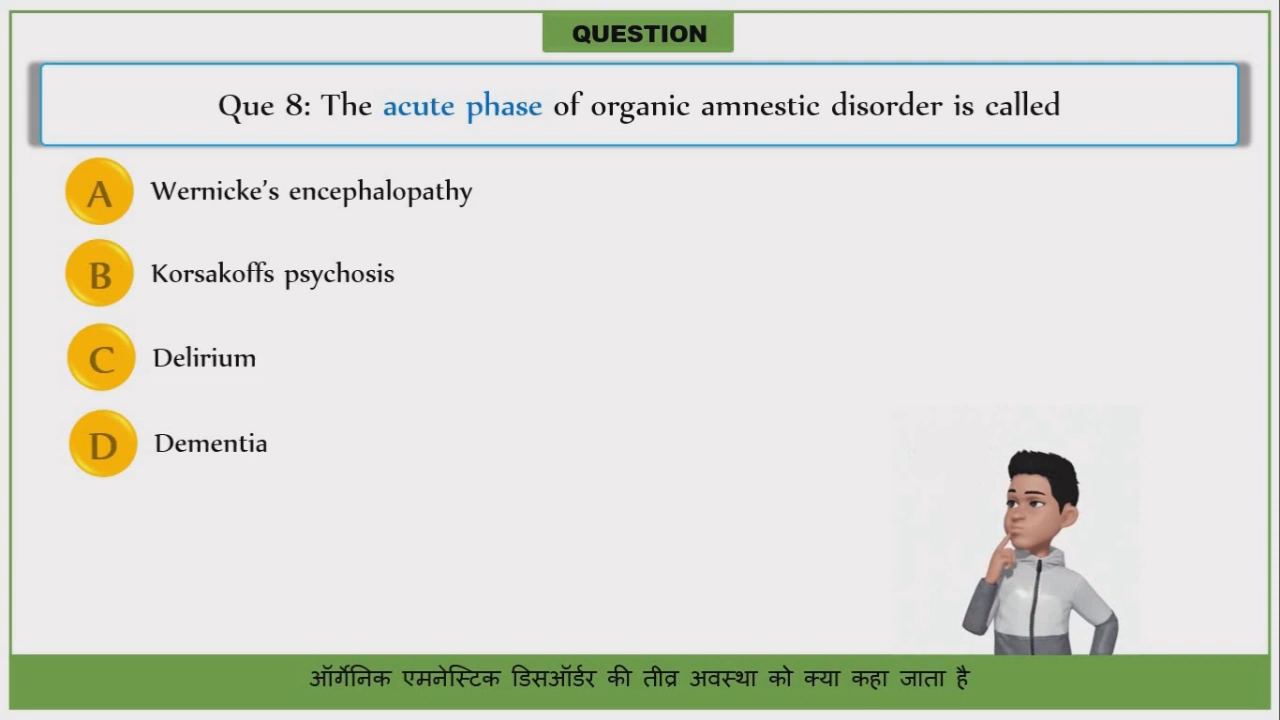 QUESTION
Que 8: The acute phase of organic amnestic disorder is called
A Wernicke's encephalopathy
B Korsakoffs psychosis
C Delirium
D Dementia
ऑर्गेनिक एमनेस्टिक डिसऑर्डर की तीव्र अवस्था को क्या कहा जाता है